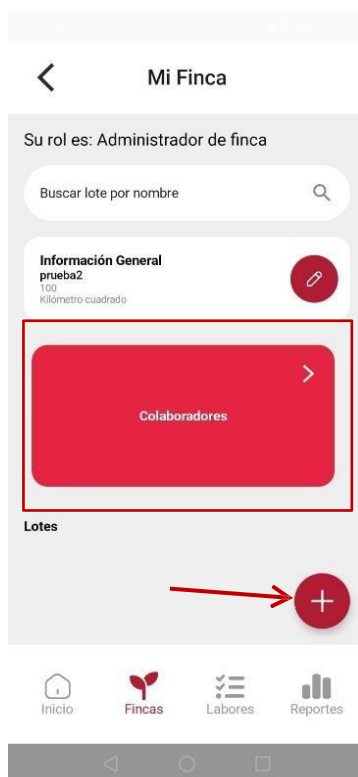 Mi Finca
Su rol es: Administrador de finca
Buscar lote por nombre
Información General
prueba2
100
Kilómetro cuadrado
Colaboradores
Lotes
Inicio
Fincas
Labores
Reportes